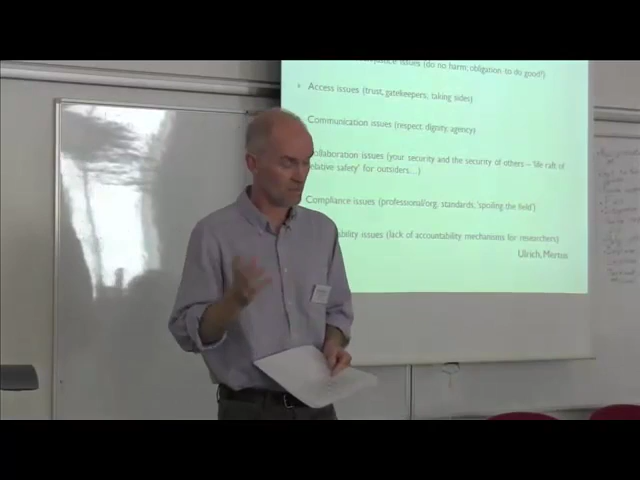 issues (do no harm; obligation to do good?)
Access issues (trust, gatekeepers, taking sides)
Communication issues (respect, dignity, agency)
ollaboration issues (your security and the security of others – 'life raft of
elative safety' for outsiders…)
Compliance issues (professional/org. standards, 'spoiling the field')
ability issues (lack of accountability mechanisms for researchers)
Ulrich, Mertus